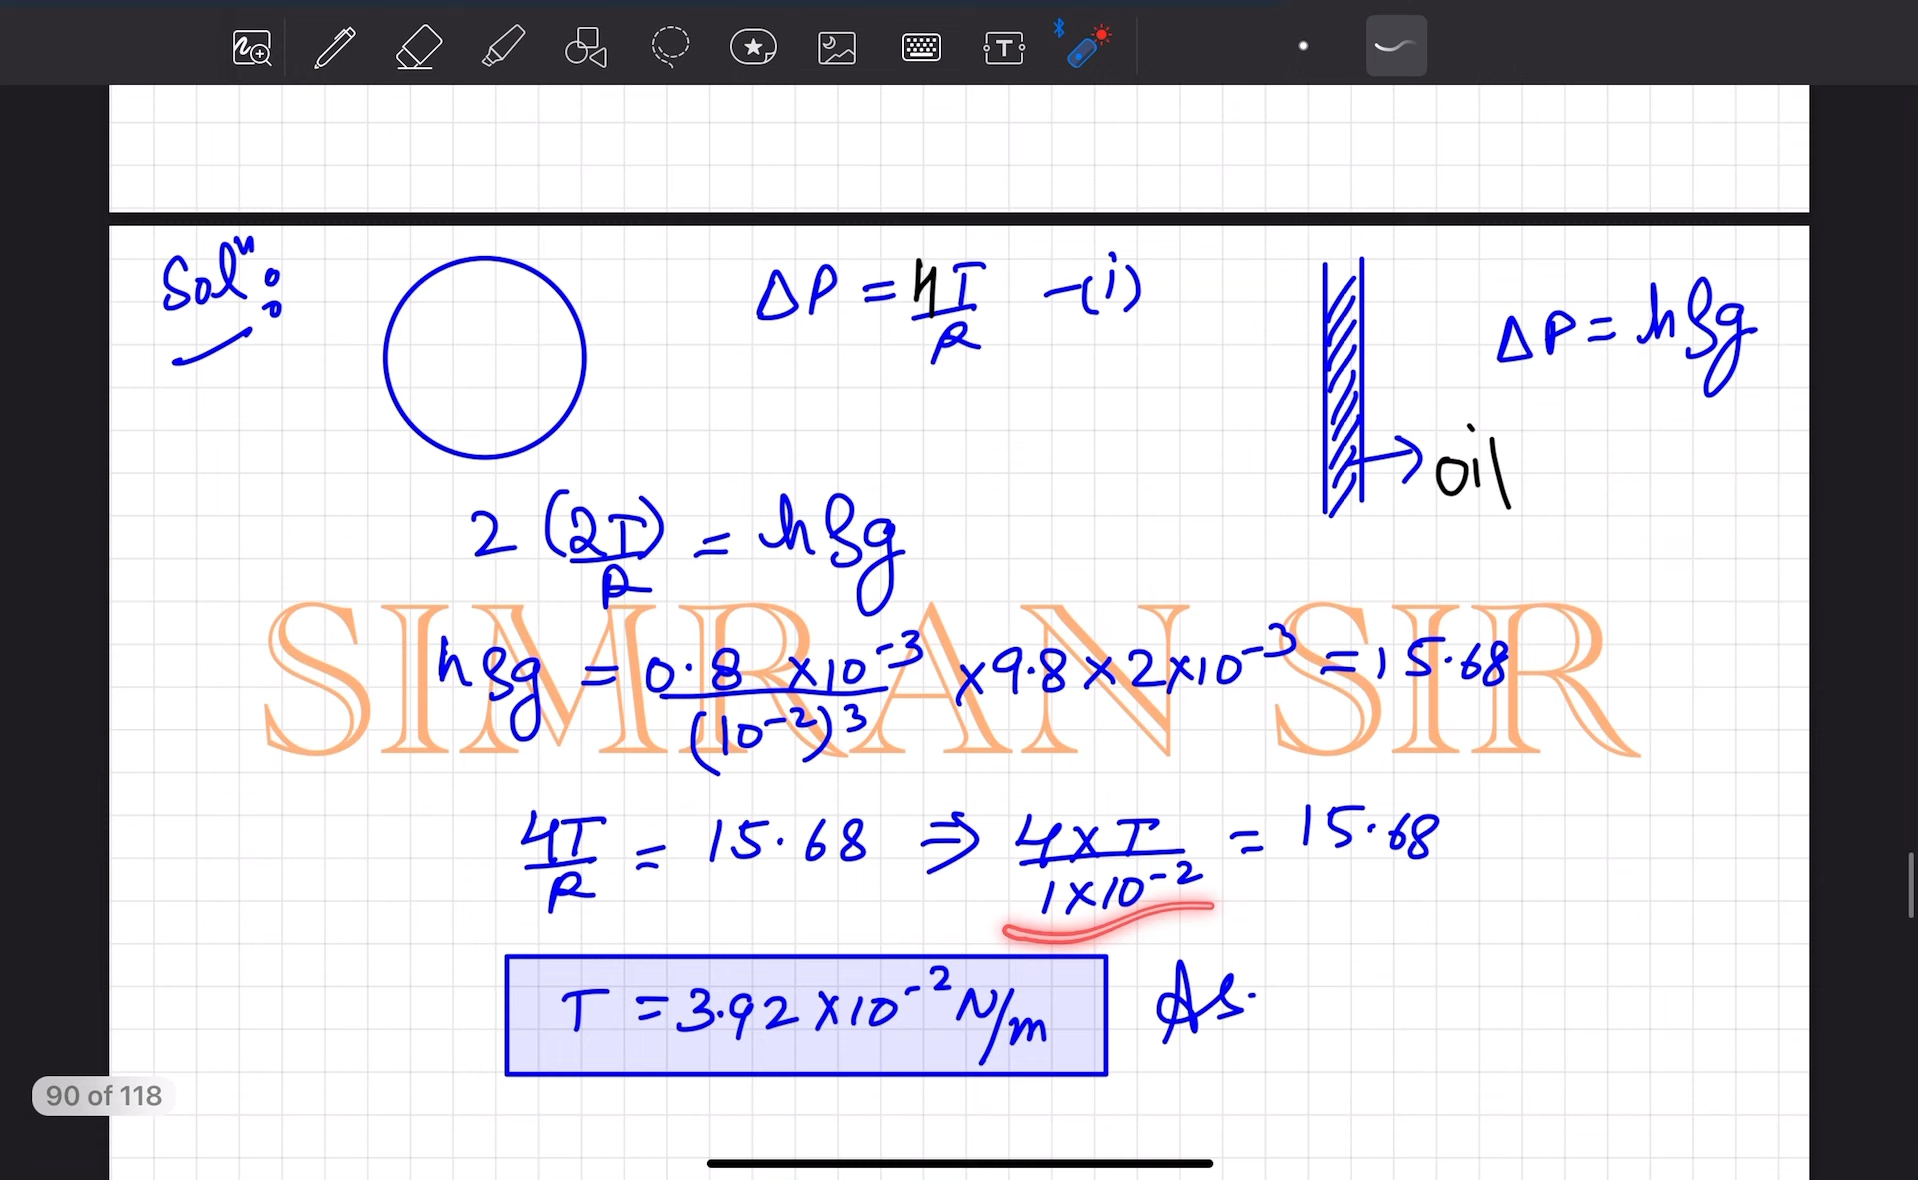 Solⁿ :
ΔP = 4T/R -(i)
ΔP = hρg
oil
2 (2T/R) = hρg
SIMRAN SIR
hρg = 0.8 × 10⁻³/(10⁻²)³ × 9.8 × 2 × 10⁻³ = 15.68
4T/R = 15.68 ⇒ 4 × T/1 × 10⁻² = 15.68
T = 3.92 × 10⁻² N/m
90 of 118